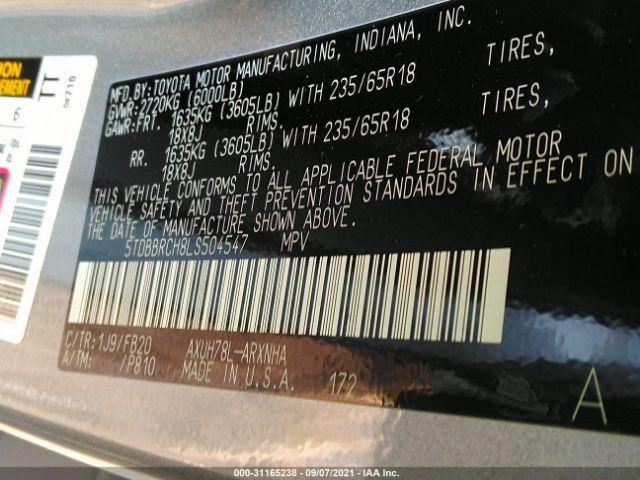 MFD.BY:TOYOTA MOTOR MANUFACTURING, INDIANA, INC.
GVWR:2720KG (6000LB)
GAWR:FRT. 1635KG (3605LB) WITH 235/65R18 TIRES,
18X8J RIMS,
RR. 1635KG (3605LB) WITH 235/65R18 TIRES,
18X8J RIMS,
THIS VEHICLE CONFORMS TO ALL APPLICABLE FEDERAL MOTOR
VEHICLE SAFETY AND THEFT PREVENTION STANDARDS IN EFFECT ON
THE DATE OF MANUFACTURE SHOWN ABOVE.
5TDBBRCH8LS504547 MPV
C/TR:1J9/FB20 AXUH78L-ARXNHA
A/TM: /P810 MADE IN U.S.A. 172
A
TT
000-31165238 - 09/07/2021 - IAA Inc.